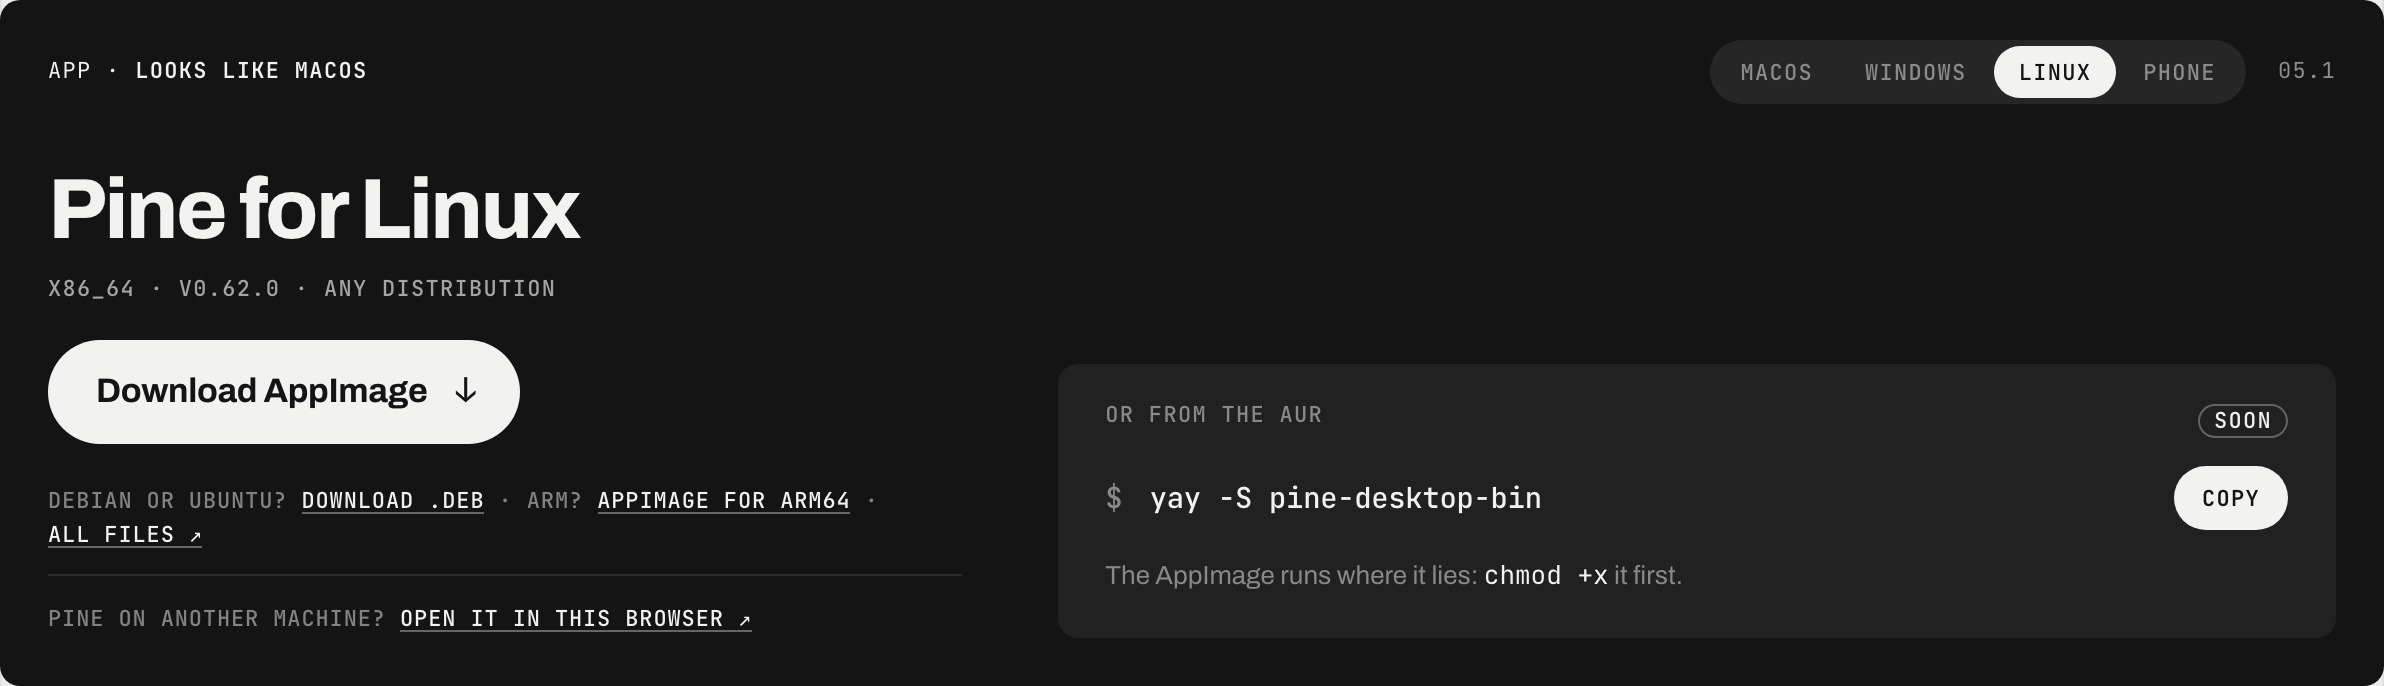 APP · LOOKS LIKE MACOS
MACOS WINDOWS LINUX PHONE 05.1
Pine for Linux
X86_64 · V0.62.0 · ANY DISTRIBUTION
Download AppImage ↓
DEBIAN OR UBUNTU? DOWNLOAD .DEB · ARM? APPIMAGE FOR ARM64 ·
ALL FILES ↗
PINE ON ANOTHER MACHINE? OPEN IT IN THIS BROWSER ↗
OR FROM THE AUR SOON
$ yay -S pine-desktop-bin COPY
The AppImage runs where it lies: chmod +x it first.